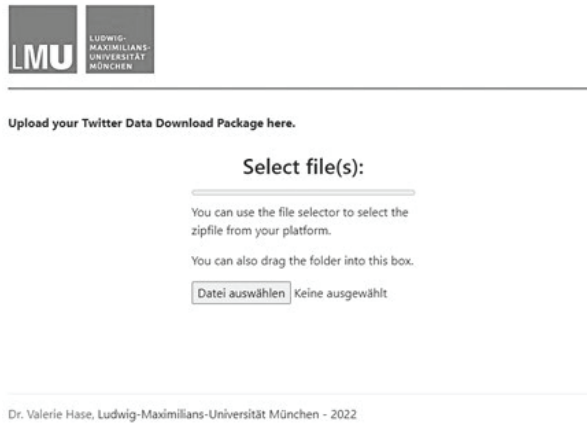 LMU
LUDWIG-
MAXIMILIANS-
UNIVERSITÄT
MÜNCHEN
Upload your Twitter Data Download Package here.
Select file(s):
You can use the file selector to select the
zipfile from your platform.
You can also drag the folder into this box.
Datei auswählen Keine ausgewählt
Dr. Valerie Hase, Ludwig-Maximilians-Universität München - 2022